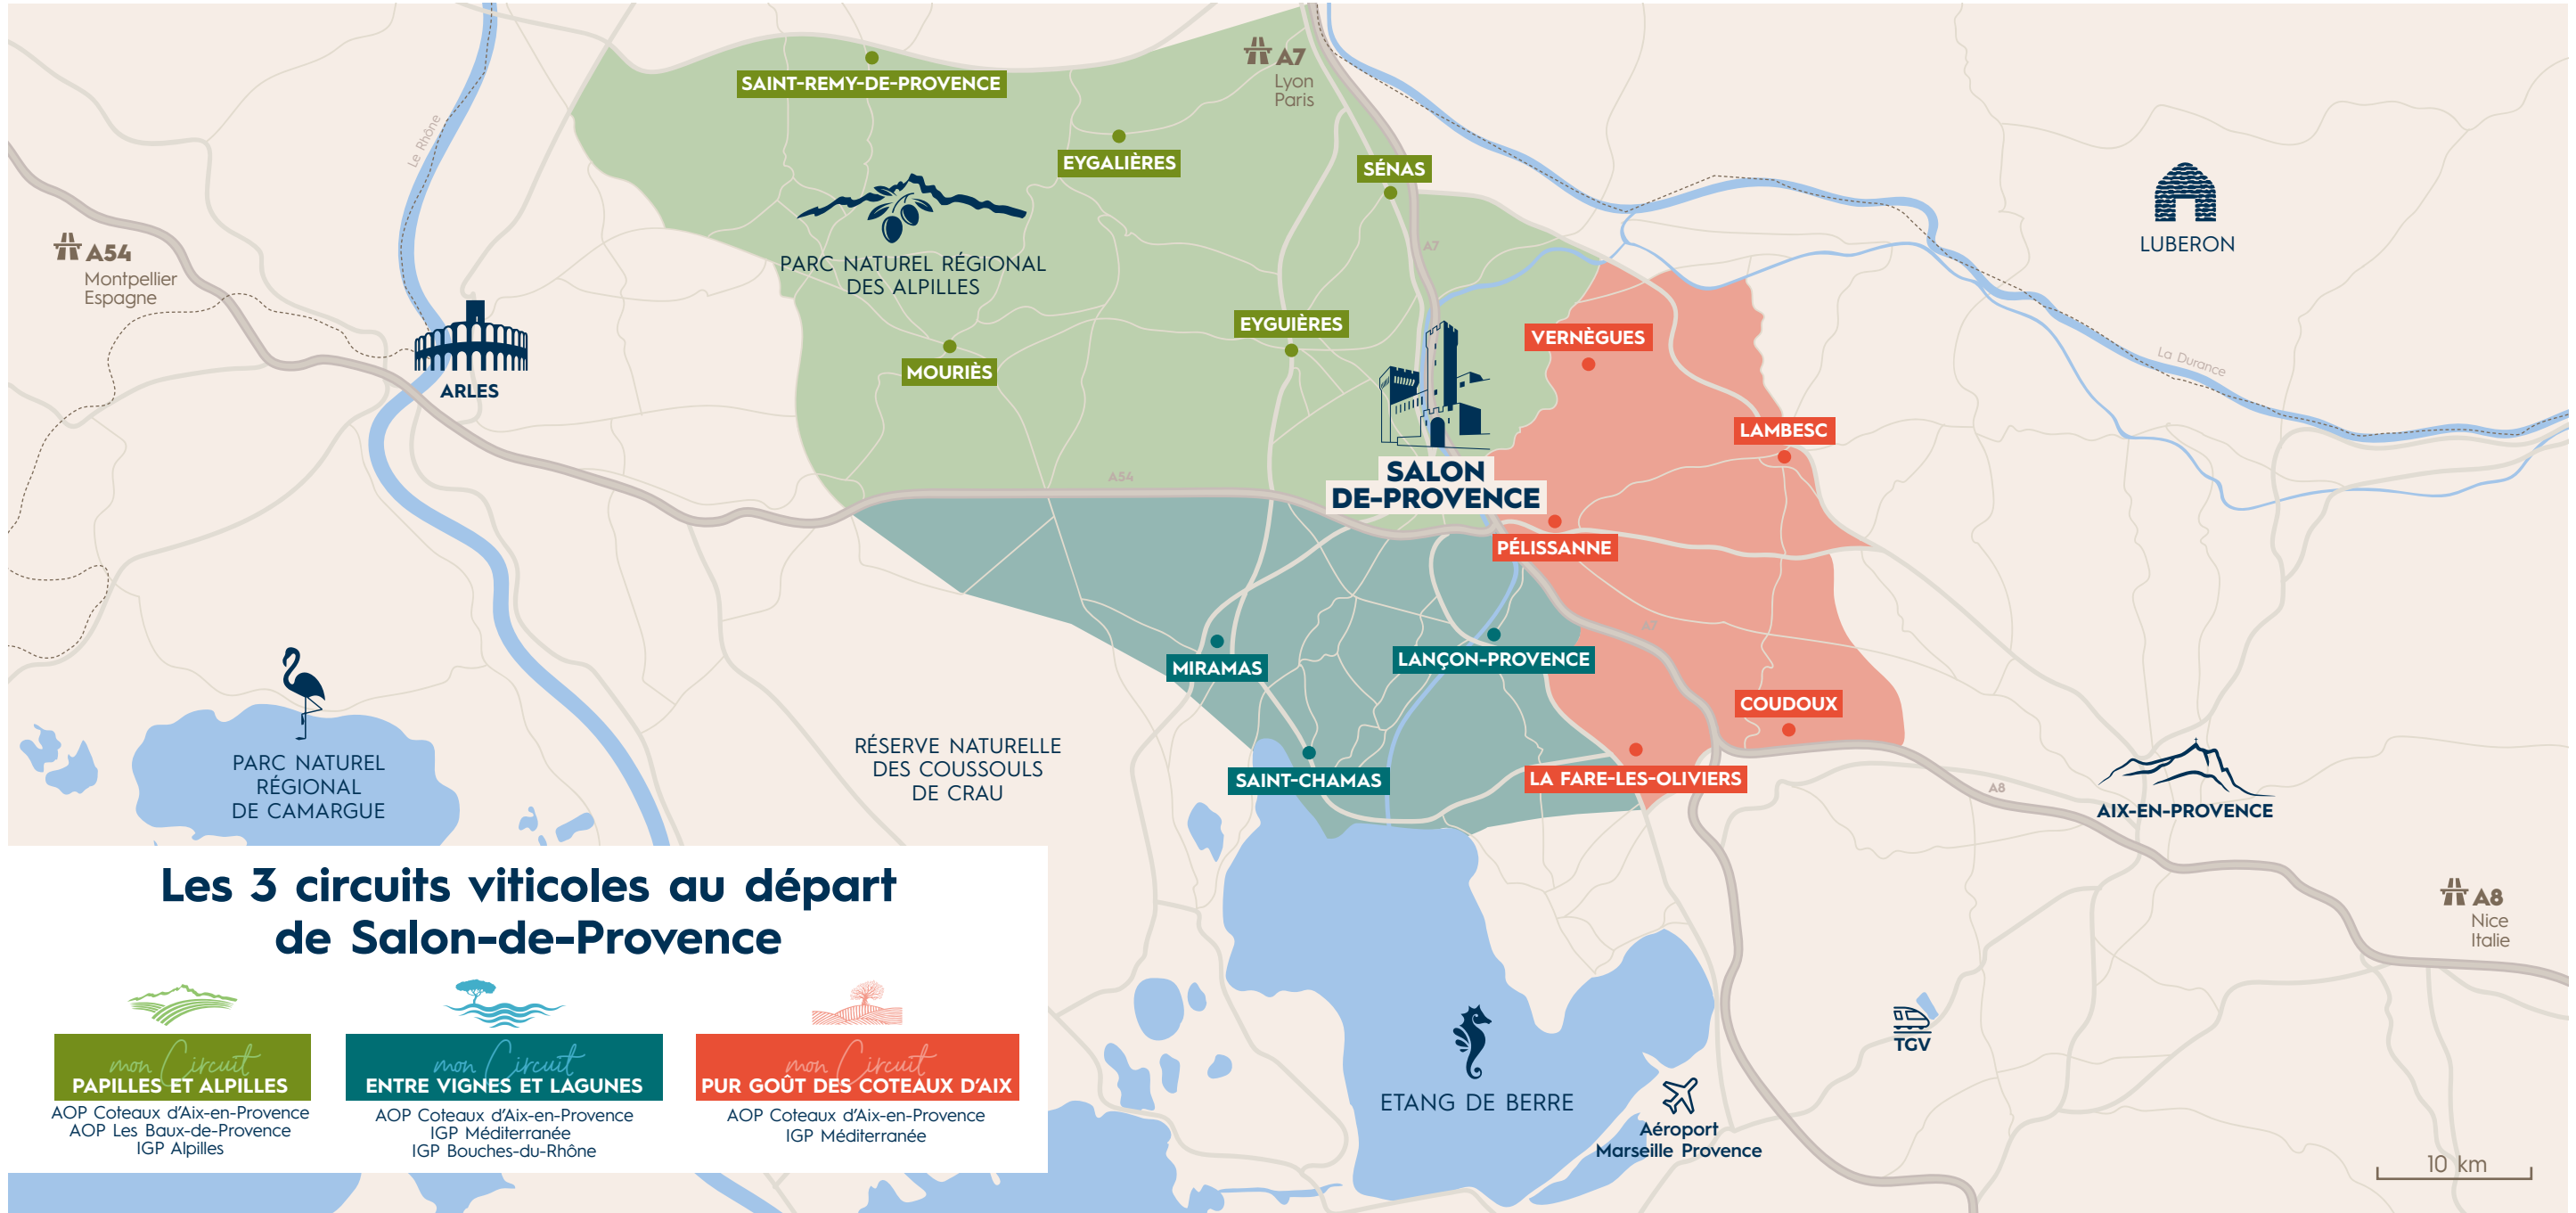 SAINT-REMY-DE-PROVENCE
A7
Lyon
Paris
Le Rhône
EYGALIÈRES
SÉNAS
A54
Montpellier
Espagne
PARC NATUREL RÉGIONAL
DES ALPILLES
A7
LUBERON
EYGUIÈRES
VERNÈGUES
La Durance
MOURIÈS
ARLES
LAMBESC
A54
SALON
DE-PROVENCE
PÉLISSANNE
A7
MIRAMAS
LANÇON-PROVENCE
COUDOUX
PARC NATUREL
RÉGIONAL
DE CAMARGUE
RÉSERVE NATURELLE
DES COUSSOULS
DE CRAU
SAINT-CHAMAS
LA FARE-LES-OLIVIERS
A8
AIX-EN-PROVENCE
A8
Nice
Italie
ETANG DE BERRE
TGV
Aéroport
Marseille Provence
10 km
Les 3 circuits viticoles au départ
de Salon-de-Provence
mon Circuit
PAPILLES ET ALPILLES
AOP Coteaux d'Aix-en-Provence
AOP Les Baux-de-Provence
IGP Alpilles
mon Circuit
ENTRE VIGNES ET LAGUNES
AOP Coteaux d'Aix-en-Provence
IGP Méditerranée
IGP Bouches-du-Rhône
mon Circuit
PUR GOÛT DES COTEAUX D'AIX
AOP Coteaux d'Aix-en-Provence
IGP Méditerranée